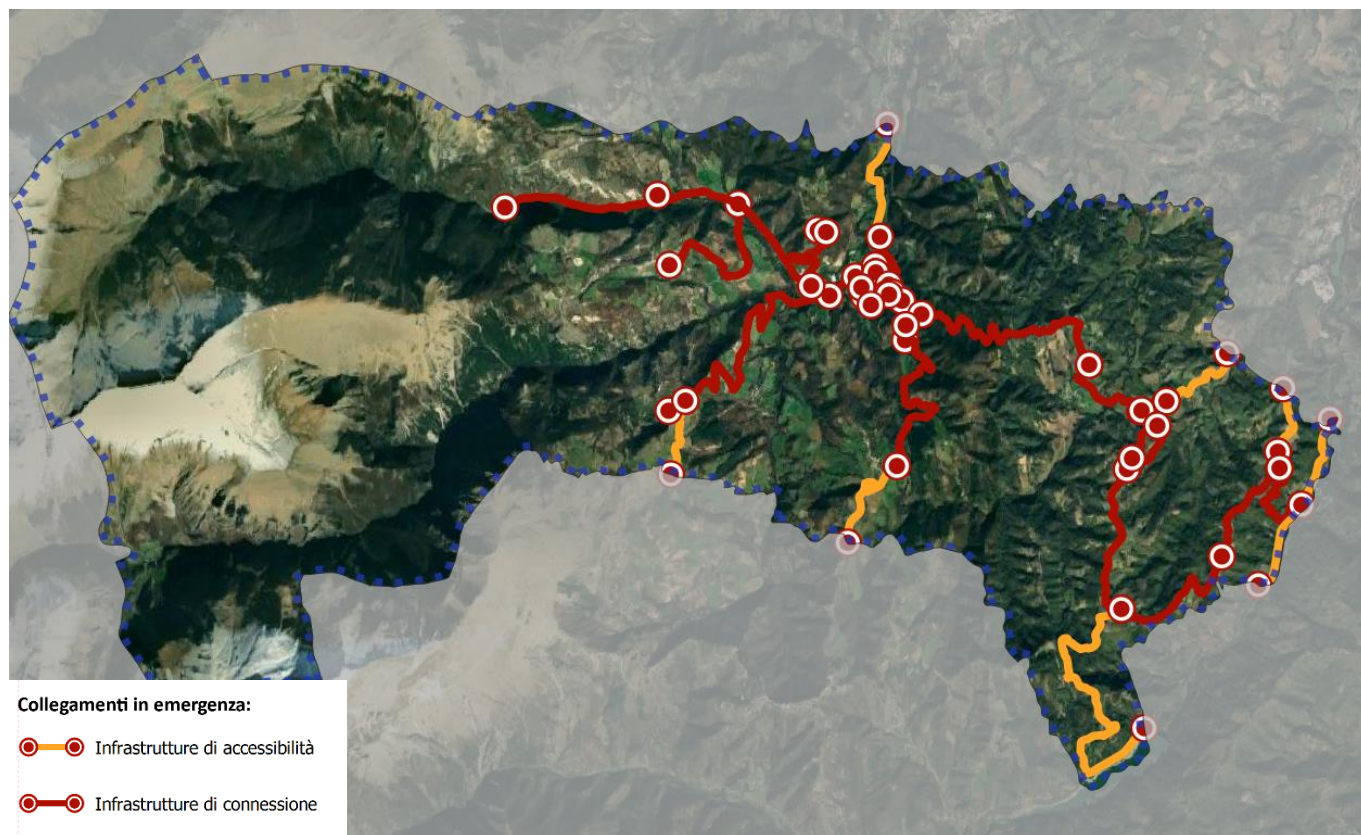 Collegamenti in emergenza:
Infrastrutture di accessibilità
Infrastrutture di connessione